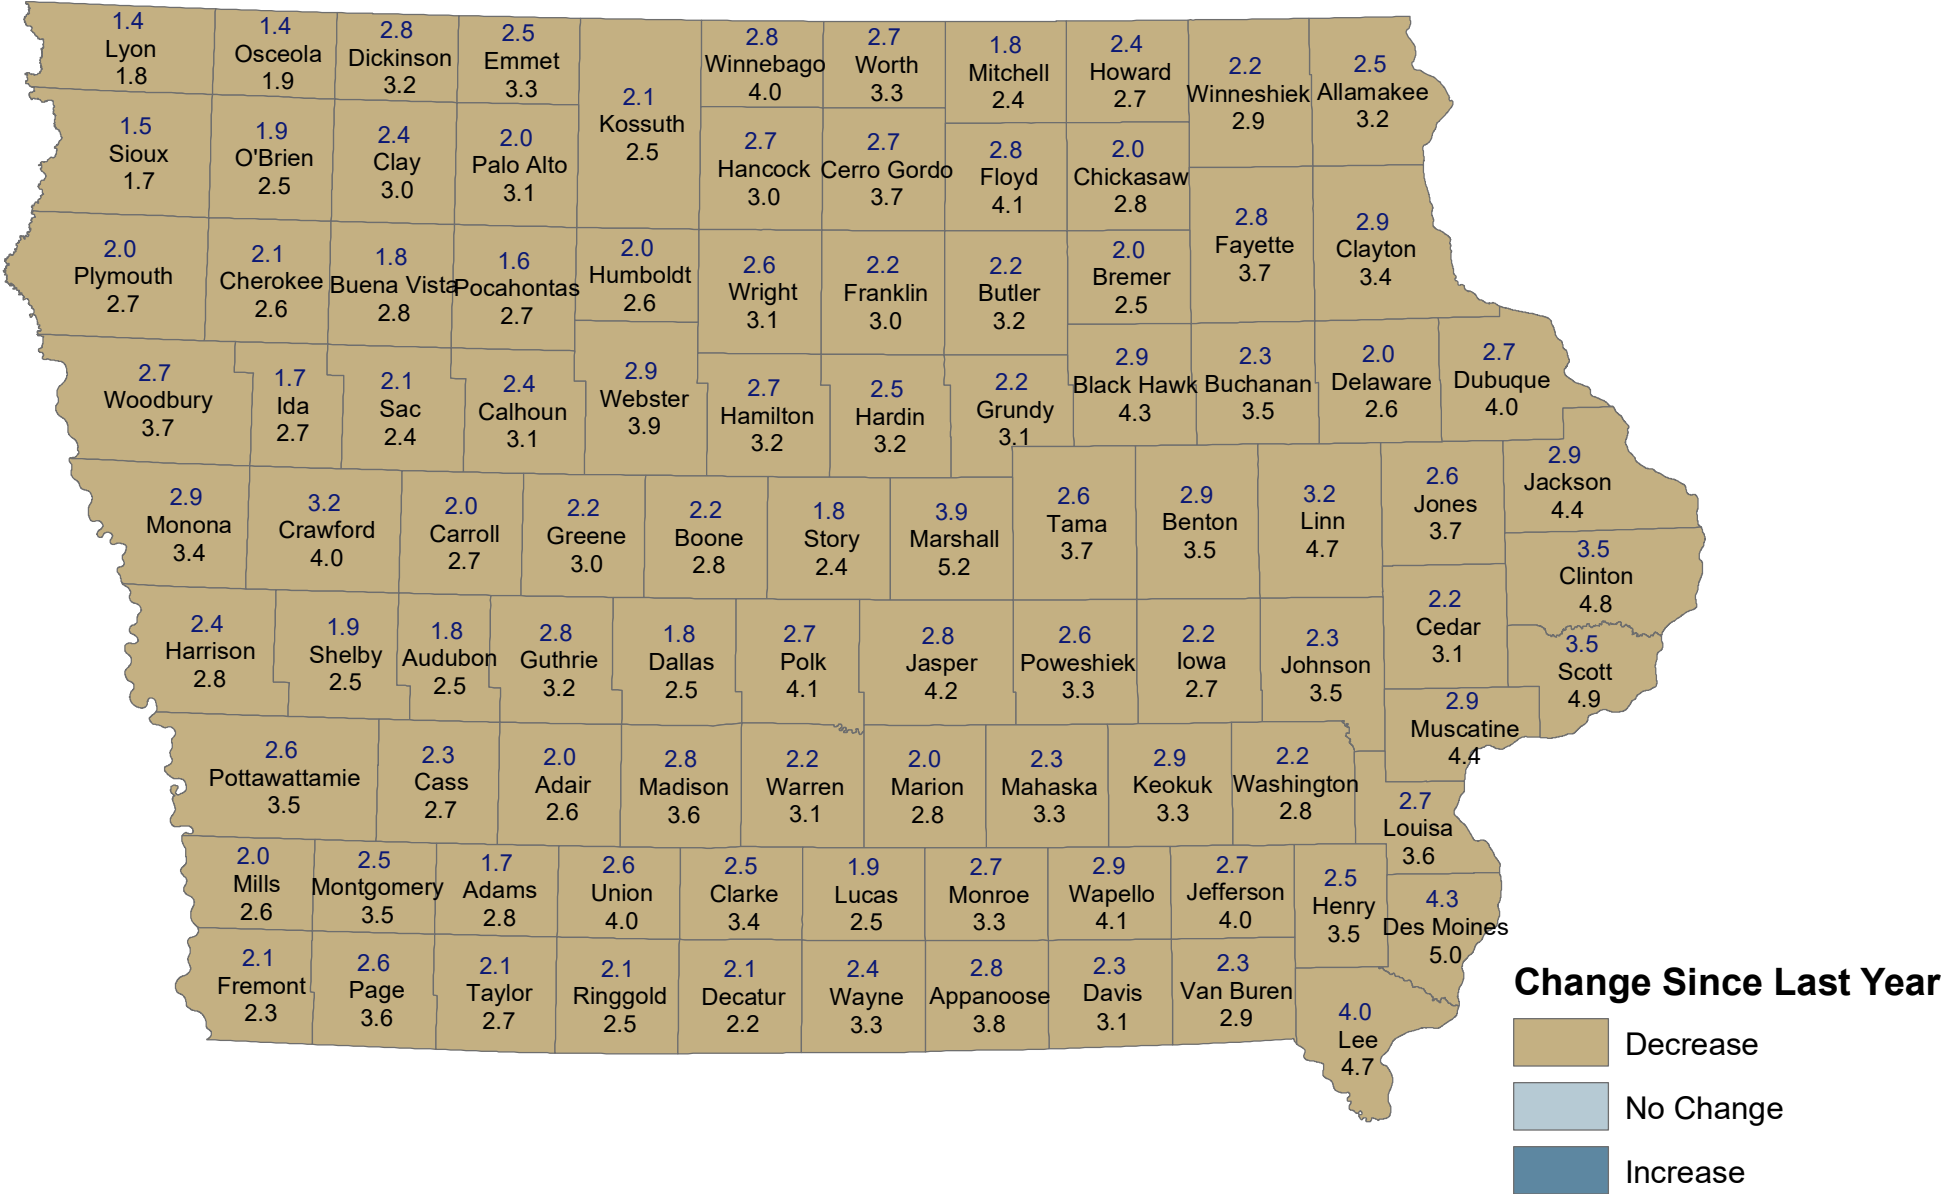 1.4
Lyon
1.8
1.4
Osceola
1.9
2.8
Dickinson
3.2
2.5
Emmet
3.3
2.1
Kossuth
2.5
2.8
Winnebago
4.0
2.7
Worth
3.3
1.8
Mitchell
2.4
2.4
Howard
2.7
2.2
Winneshiek
2.9
2.5
Allamakee
3.2
1.5
Sioux
1.7
1.9
O'Brien
2.5
2.4
Clay
3.0
2.0
Palo Alto
3.1
2.7
Hancock
3.0
2.7
Cerro Gordo
3.7
2.8
Floyd
4.1
2.0
Chickasaw
2.8
2.8
Fayette
3.7
2.9
Clayton
3.4
2.0
Plymouth
2.7
2.1
Cherokee
2.6
1.8
Buena Vista
2.8
1.6
Pocahontas
2.7
2.0
Humboldt
2.6
2.6
Wright
3.1
2.2
Franklin
3.0
2.2
Butler
3.2
2.0
Bremer
2.5
2.7
Woodbury
3.7
1.7
Ida
2.7
2.1
Sac
2.4
2.4
Calhoun
3.1
2.9
Webster
3.9
2.7
Hamilton
3.2
2.5
Hardin
3.2
2.2
Grundy
3.1
2.9
Black Hawk
4.3
2.3
Buchanan
3.5
2.0
Delaware
2.6
2.7
Dubuque
4.0
2.9
Monona
3.4
3.2
Crawford
4.0
2.0
Carroll
2.7
2.2
Greene
3.0
2.2
Boone
2.8
1.8
Story
2.4
3.9
Marshall
5.2
2.6
Tama
3.7
2.9
Benton
3.5
3.2
Linn
4.7
2.6
Jones
3.7
2.9
Jackson
4.4
3.5
Clinton
4.8
2.4
Harrison
2.8
1.9
Shelby
2.5
1.8
Audubon
2.5
2.8
Guthrie
3.2
1.8
Dallas
2.5
2.7
Polk
4.1
2.8
Jasper
4.2
2.6
Poweshiek
3.3
2.2
Iowa
2.7
2.3
Johnson
3.5
2.2
Cedar
3.1
3.5
Scott
4.9
2.9
Muscatine
4.4
2.6
Pottawattamie
3.5
2.3
Cass
2.7
2.0
Adair
2.6
2.8
Madison
3.6
2.2
Warren
3.1
2.0
Marion
2.8
2.3
Mahaska
3.3
2.9
Keokuk
3.3
2.2
Washington
2.8
2.7
Louisa
3.6
2.0
Mills
2.6
2.5
Montgomery
3.5
1.7
Adams
2.8
2.6
Union
4.0
2.5
Clarke
3.4
1.9
Lucas
2.5
2.7
Monroe
3.3
2.9
Wapello
4.1
2.7
Jefferson
4.0
2.5
Henry
3.5
4.3
Des Moines
5.0
2.1
Fremont
2.3
2.6
Page
3.6
2.1
Taylor
2.7
2.1
Ringgold
2.5
2.1
Decatur
2.2
2.4
Wayne
3.3
2.8
Appanoose
3.8
2.3
Davis
3.1
2.3
Van Buren
2.9
4.0
Lee
4.7
Change Since Last Year
Decrease
No Change
Increase